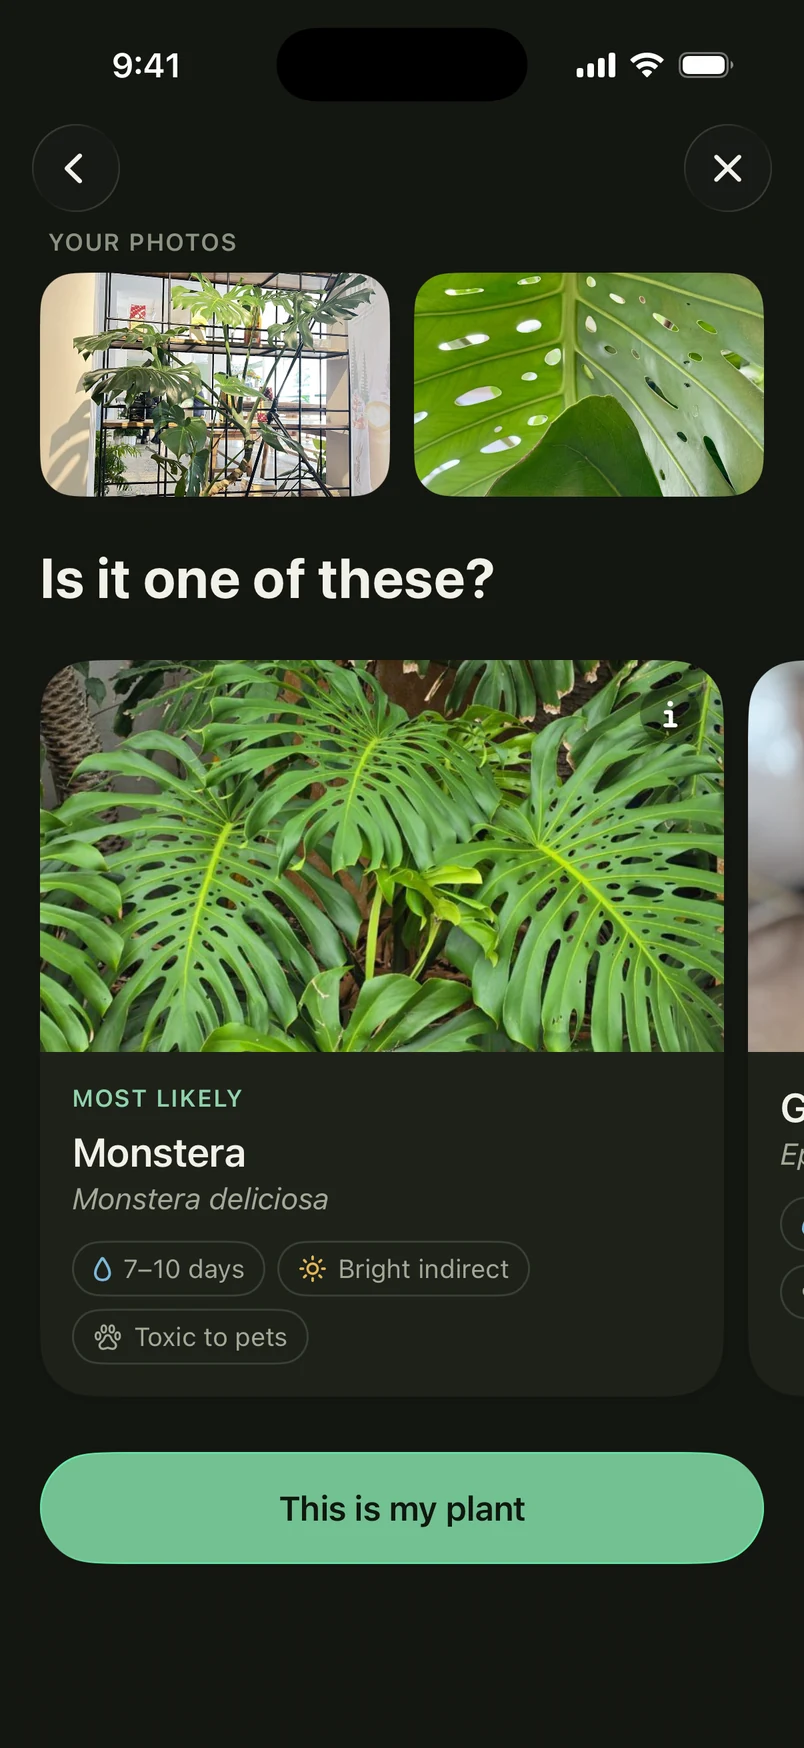 9:41
YOUR PHOTOS
Is it one of these?
i
MOST LIKELY
Monstera
Monstera deliciosa
7–10 days
Bright indirect
Toxic to pets
G
Ep
This is my plant